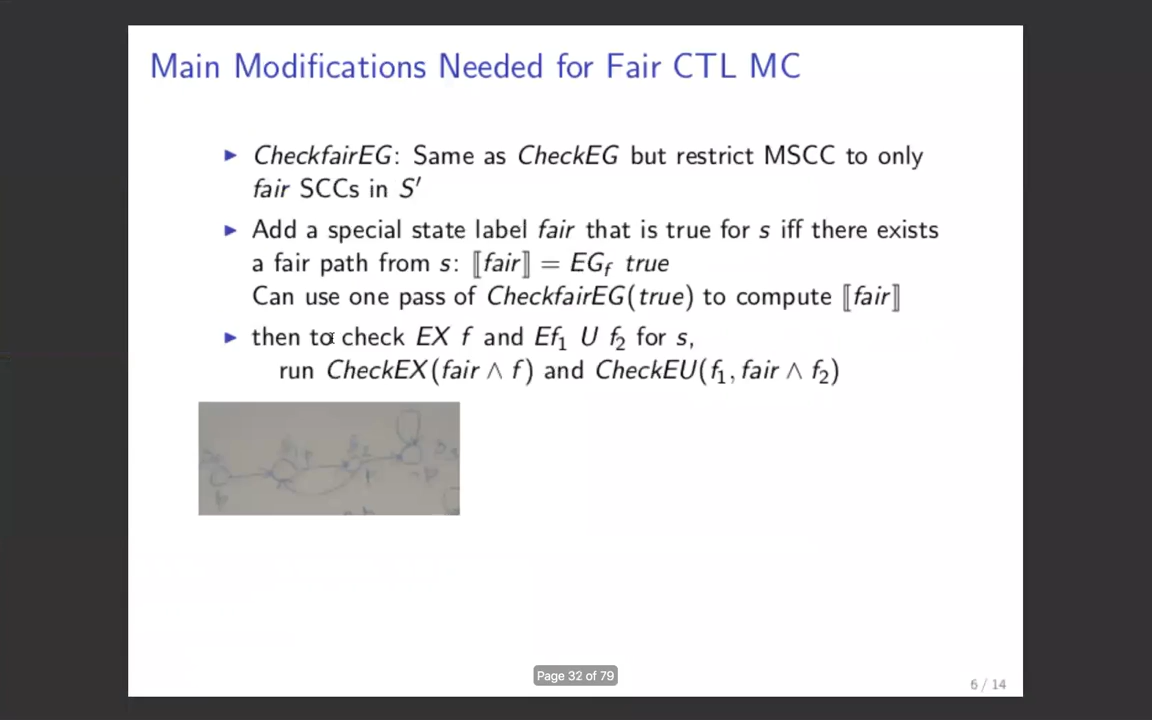 Main Modifications Needed for Fair CTL MC
▶ CheckfairEG: Same as CheckEG but restrict MSCC to only
fair SCCs in S′
▶ Add a special state label fair that is true for s iff there exists
a fair path from s: ⟦fair⟧ = EG_f true
Can use one pass of CheckfairEG(true) to compute ⟦fair⟧
▶ then to check EX f and Ef₁ U f₂ for s,
run CheckEX(fair ∧ f) and CheckEU(f₁, fair ∧ f₂)
Page 32 of 79
6 / 14